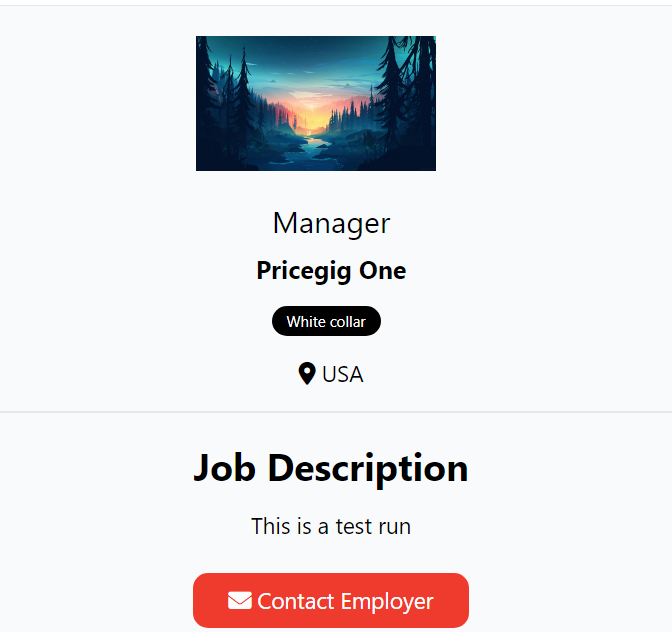 Manager
Pricegig One
White collar
USA
Job Description
This is a test run
Contact Employer